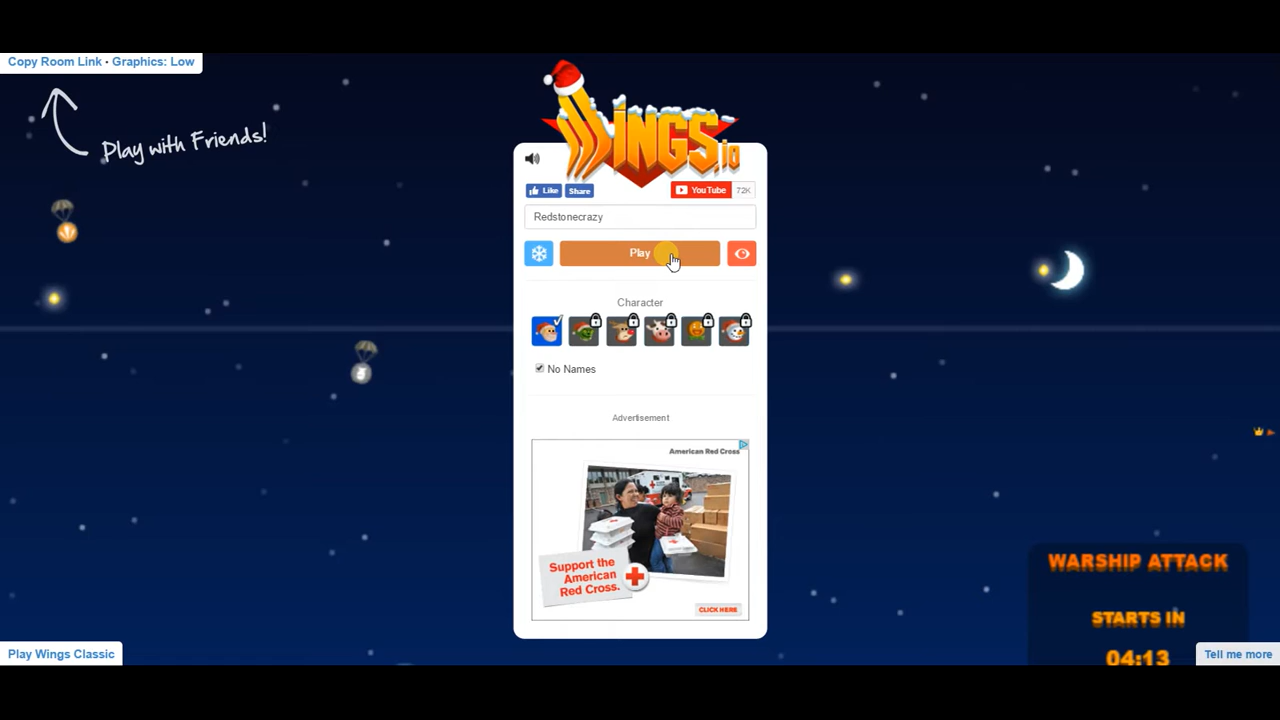 Copy Room Link • Graphics: Low
Play with Friends!
WiNGS.io
Like
Share
YouTube
72K
Redstonecrazy
Play
Character
No Names
Advertisement
American Red Cross
Support the
American
Red Cross.
CLICK HERE
WARSHIP ATTACK
STARTS IN
04:13
Play Wings Classic
Tell me more